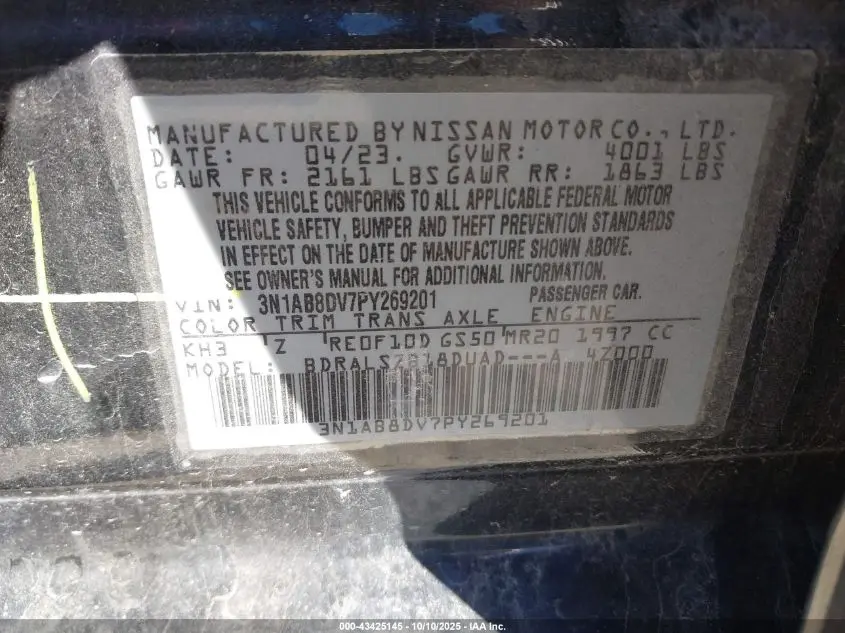 MANUFACTURED BY NISSAN MOTOR CO., LTD.
DATE: 04/23. GVWR: 4001 LBS
GAWR FR: 2161 LBS GAWR RR: 1863 LBS
THIS VEHICLE CONFORMS TO ALL APPLICABLE FEDERAL MOTOR
VEHICLE SAFETY, BUMPER AND THEFT PREVENTION STANDARDS
IN EFFECT ON THE DATE OF MANUFACTURE SHOWN ABOVE.
SEE OWNER'S MANUAL FOR ADDITIONAL INFORMATION.
VIN: 3N1AB8DV7PY269201 PASSENGER CAR.
COLOR TRIM TRANS AXLE ENGINE
KH3 Z RE0F10D GS50 MR20 1997 CC
MODEL: BDRALSZB18DUAD---A 4Z000
3N1AB8DV7PY269201
000-43425145 - 10/10/2025 - IAA Inc.